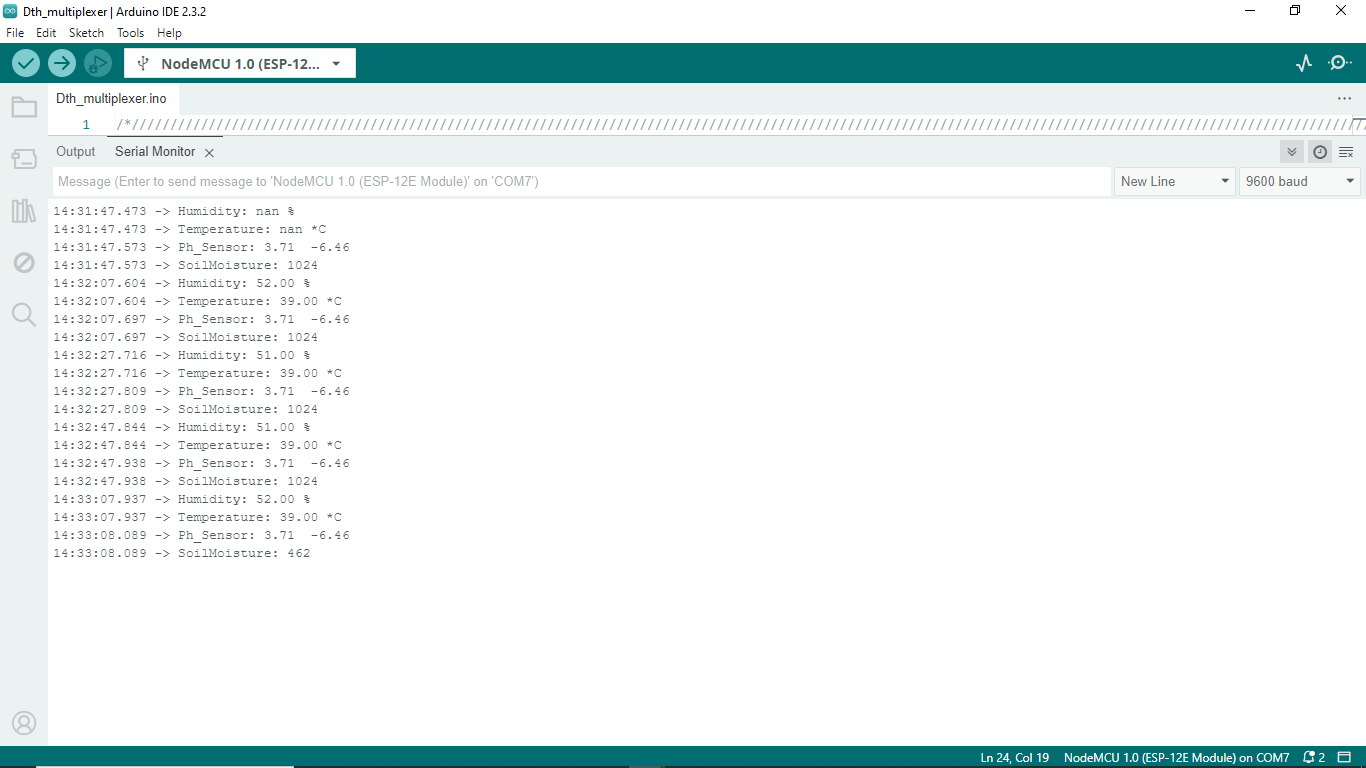 Dth_multiplexer | Arduino IDE 2.3.2
File Edit Sketch Tools Help
NodeMCU 1.0 (ESP-12...
Dth_multiplexer.ino
...
Output Serial Monitor
Message (Enter to send message to 'NodeMCU 1.0 (ESP-12E Module)' on 'COM7')
New Line
9600 baud
14:31:47.473 -> Humidity: nan %
14:31:47.473 -> Temperature: nan *C
14:31:47.573 -> Ph_Sensor: 3.71  -6.46
14:31:47.573 -> SoilMoisture: 1024
14:32:07.604 -> Humidity: 52.00 %
14:32:07.604 -> Temperature: 39.00 *C
14:32:07.697 -> Ph_Sensor: 3.71  -6.46
14:32:07.697 -> SoilMoisture: 1024
14:32:27.716 -> Humidity: 51.00 %
14:32:27.716 -> Temperature: 39.00 *C
14:32:27.809 -> Ph_Sensor: 3.71  -6.46
14:32:27.809 -> SoilMoisture: 1024
14:32:47.844 -> Humidity: 51.00 %
14:32:47.844 -> Temperature: 39.00 *C
14:32:47.938 -> Ph_Sensor: 3.71  -6.46
14:32:47.938 -> SoilMoisture: 1024
14:33:07.937 -> Humidity: 52.00 %
14:33:07.937 -> Temperature: 39.00 *C
14:33:08.089 -> Ph_Sensor: 3.71  -6.46
14:33:08.089 -> SoilMoisture: 462
Ln 24, Col 19 NodeMCU 1.0 (ESP-12E Module) on COM7 2